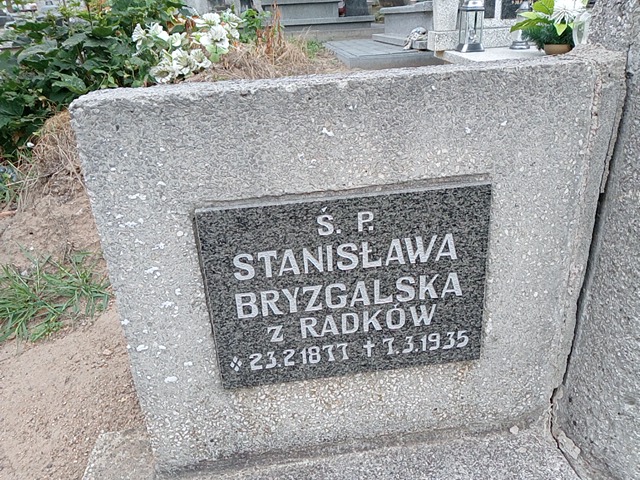 Ś. P.
STANISŁAWA
BRYZGALSKA
Z RADKÓW
* 23.2.1877 † 7.3.1935